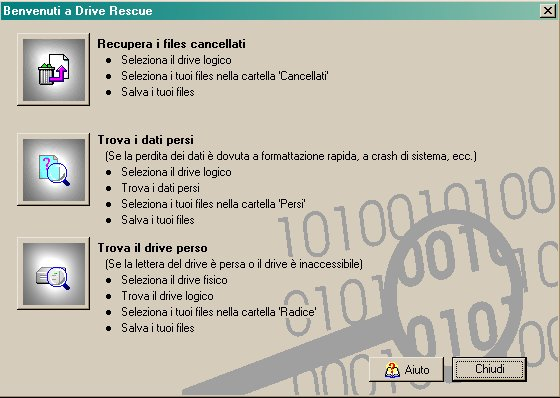 Benvenuti a Drive Rescue
Recupera i files cancellati
● Seleziona il drive logico
● Seleziona i tuoi files nella cartella 'Cancellati'
● Salva i tuoi files
Trova i dati persi
(Se la perdita dei dati è dovuta a formattazione rapida, a crash di sistema, ecc.)
● Seleziona il drive logico
● Trova i dati persi
● Seleziona i tuoi files nella cartella 'Persi'
● Salva i tuoi files
Trova il drive perso
(Se la lettera del drive è persa o il drive è inaccessibile)
● Seleziona il drive fisico
● Trova il drive logico
● Seleziona i tuoi files nella cartella 'Radice'
● Salva i tuoi files
1010010100
Aiuto
Chiudi